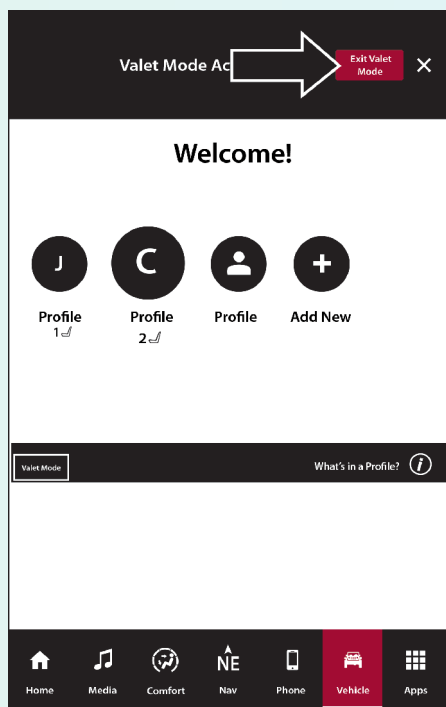 Valet Mode Ac
Exit Valet
Mode
Welcome!
J
C
Profile
1
Profile
2
Profile
Add New
Valet Mode
What's in a Profile?
i
NE
Home
Media
Comfort
Nav
Phone
Vehicle
Apps